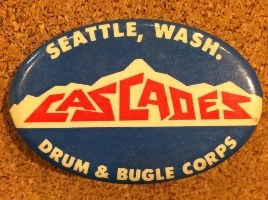 SEATTLE, WASH.
CASCADES
DRUM & BUGLE CORPS